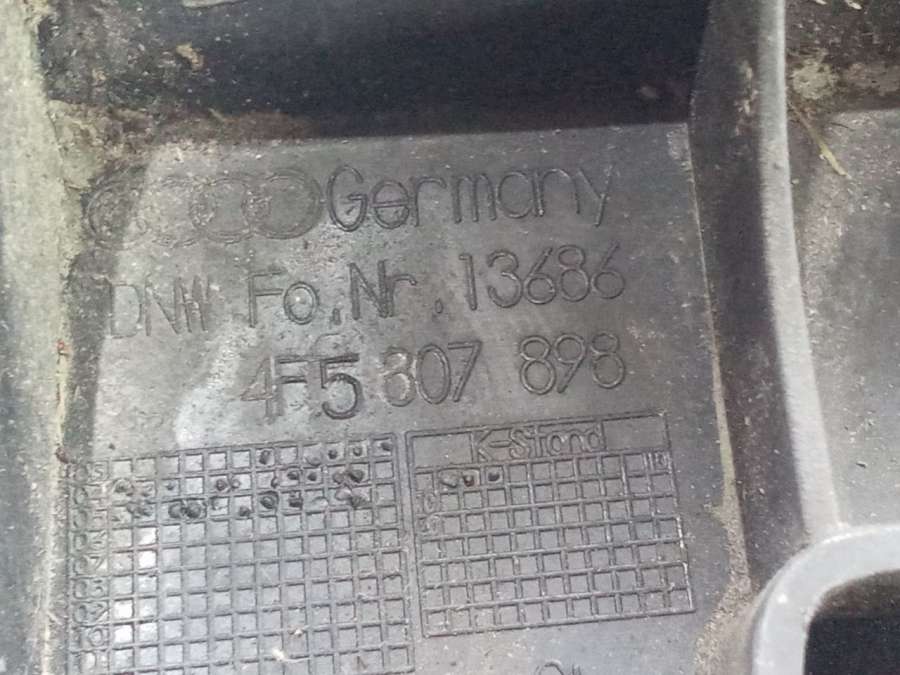 Germany
DNW Fo.Nr.13686
4F5 807 898
K-Stand